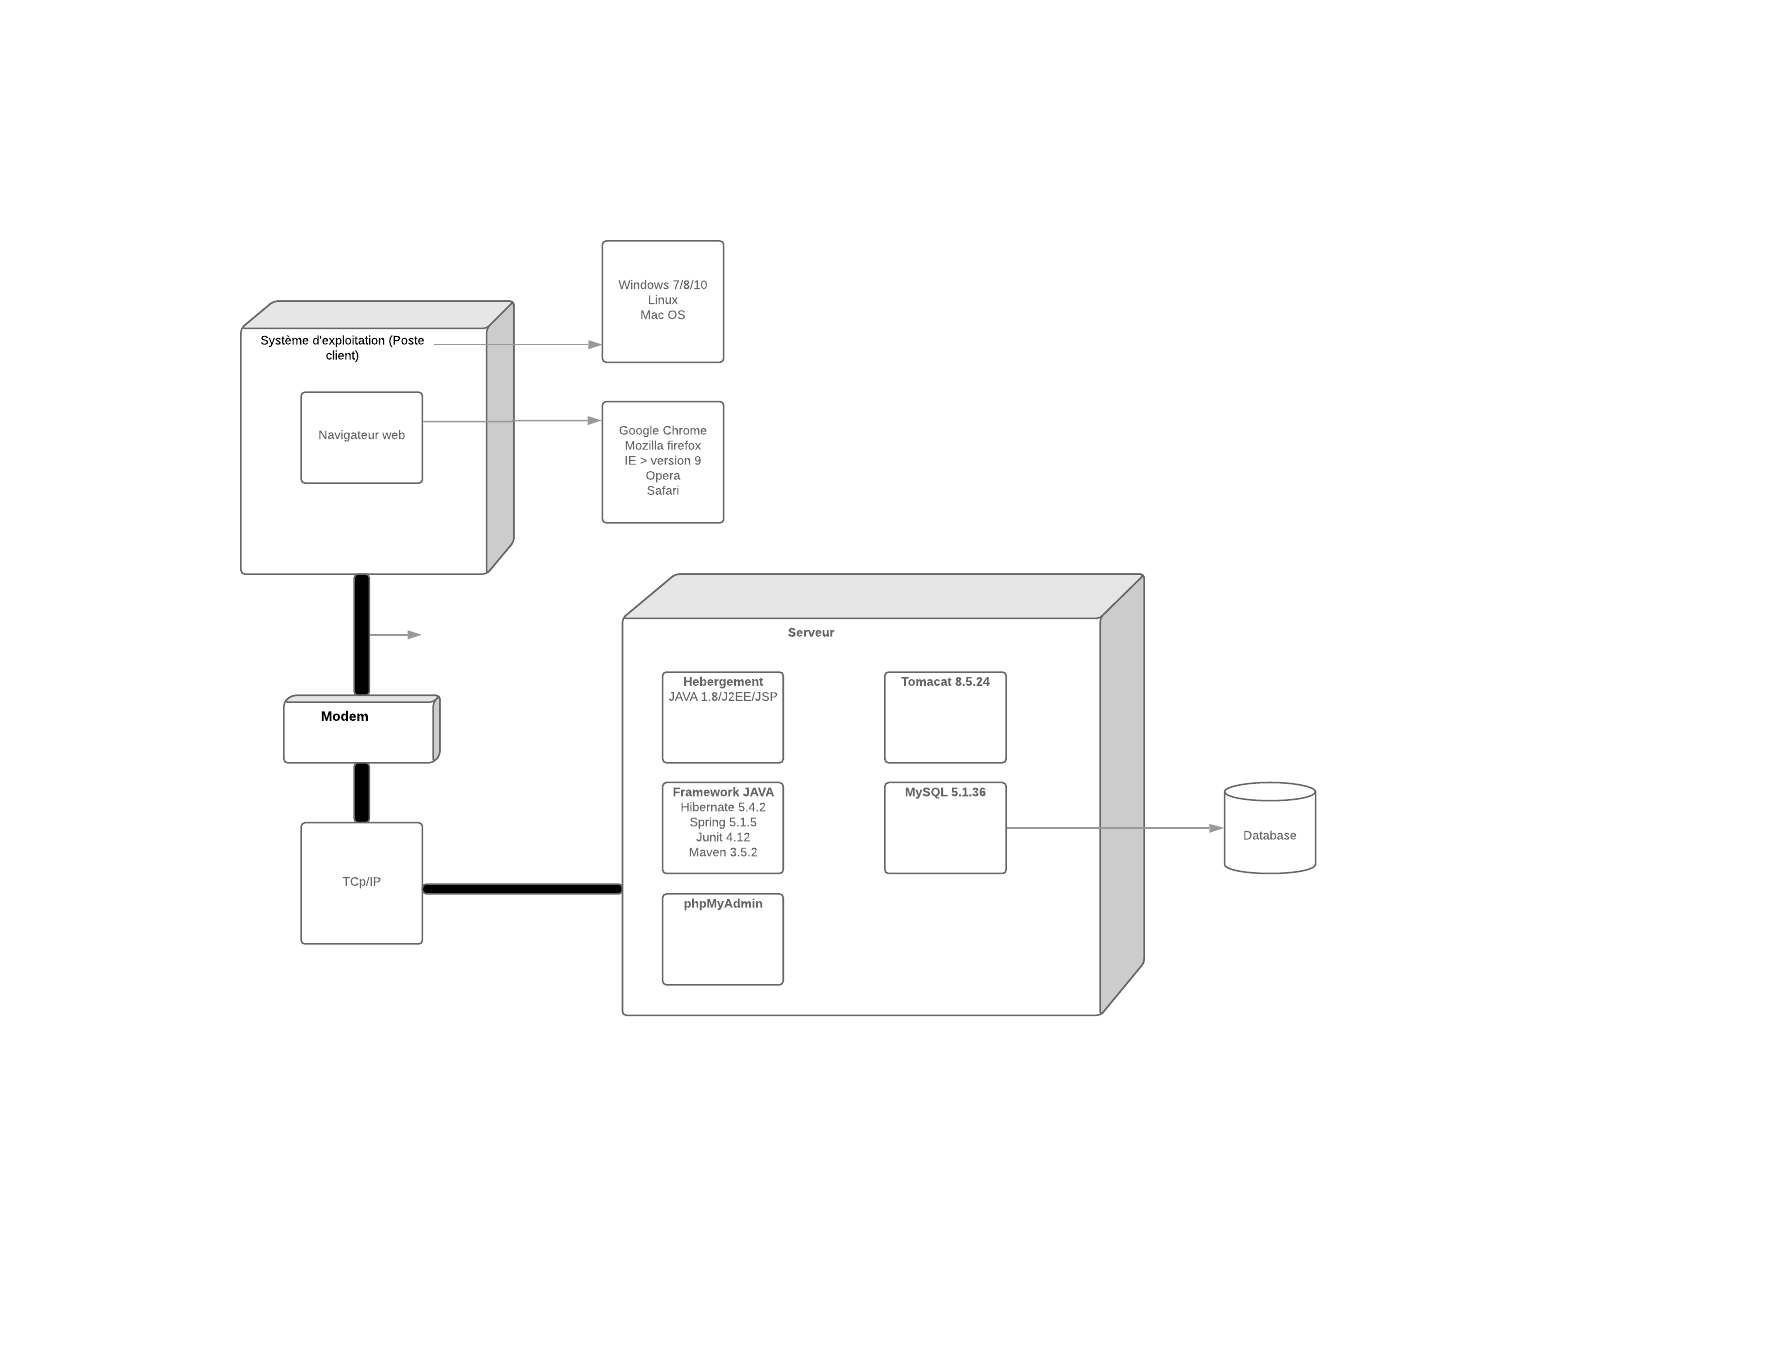 Windows 7/8/10
Linux
Mac OS
Système d'exploitation (Poste
client)
Navigateur web
Google Chrome
Mozilla firefox
IE > version 9
Opera
Safari
Modem
TCp/IP
Serveur
Hebergement
JAVA 1.8/J2EE/JSP
Tomacat 8.5.24
Framework JAVA
Hibernate 5.4.2
Spring 5.1.5
Junit 4.12
Maven 3.5.2
MySQL 5.1.36
phpMyAdmin
Database